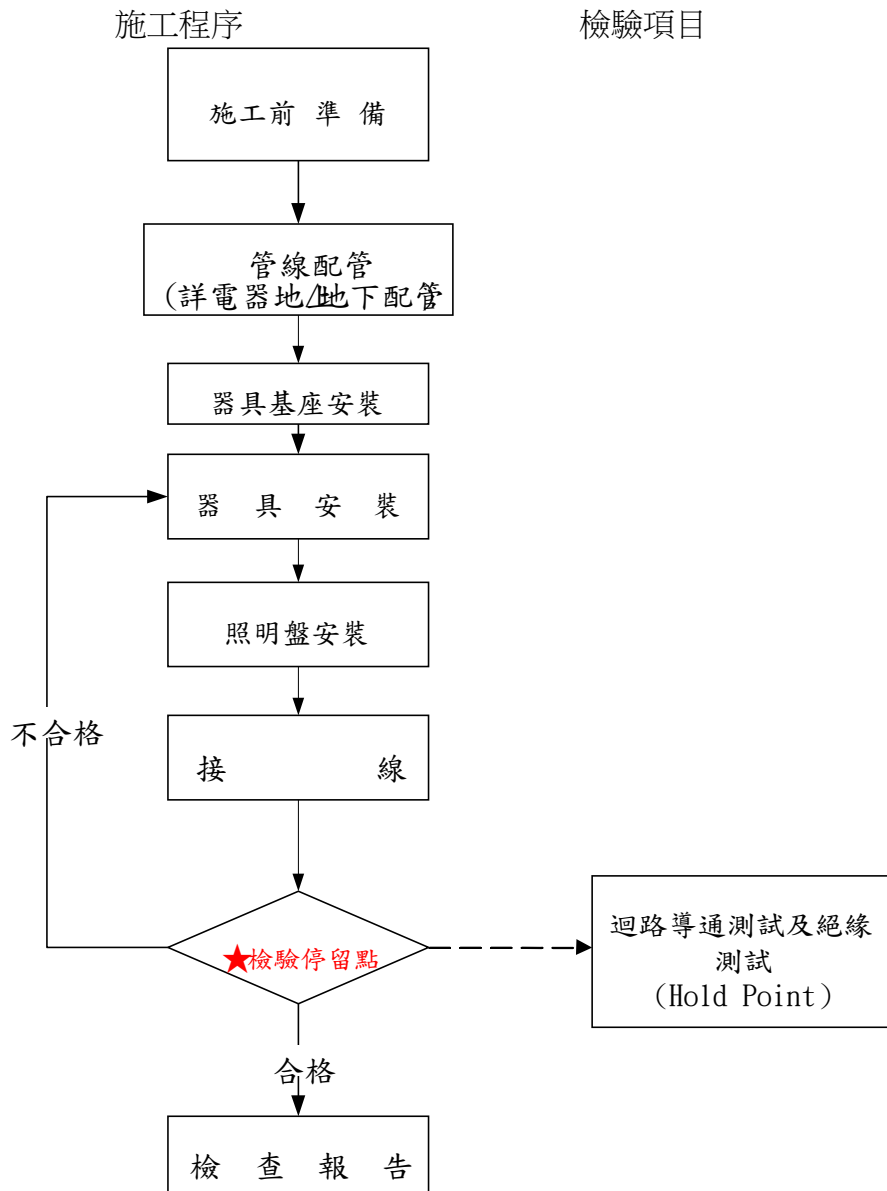 施工程序 檢驗項目
施工前 準 備
管線配管
(詳電器地/地下配管
器具基座安裝
器 具 安 裝
照明盤安裝
不合格
接 線
★檢驗停留點
迴路導通測試及絕緣
測試
(Hold Point)
合格
檢 查 報 告